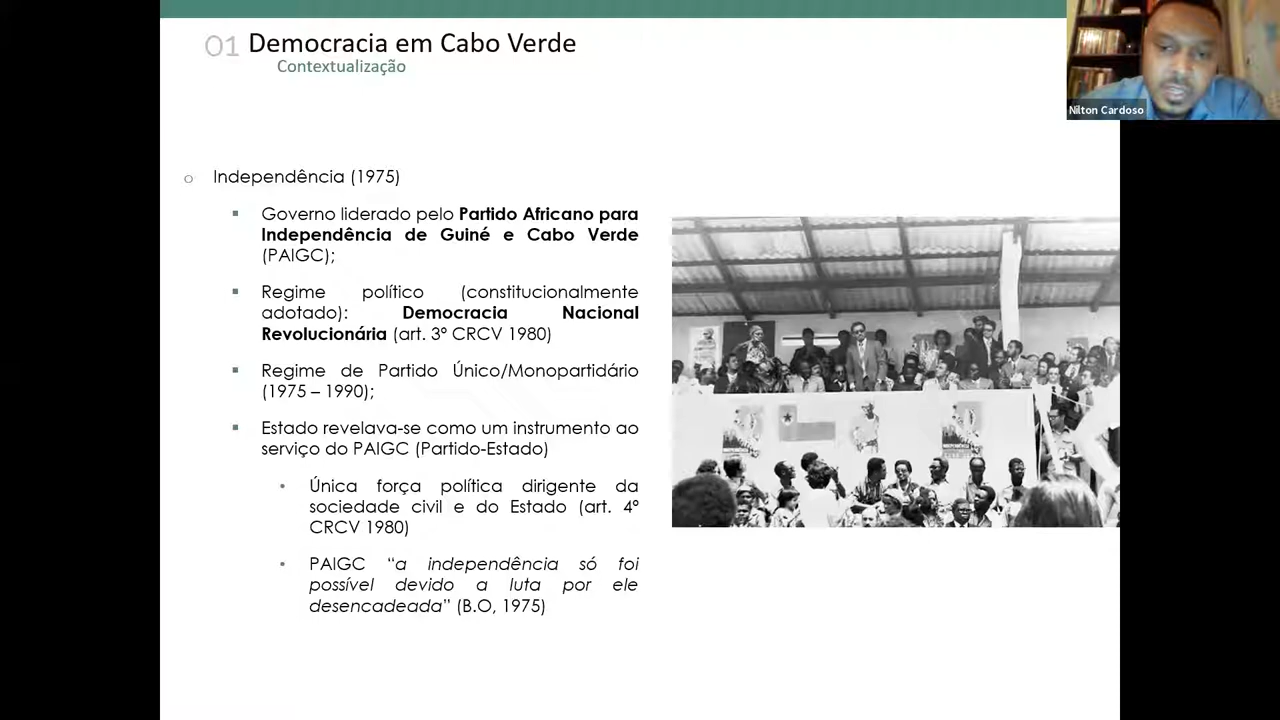 01 Democracia em Cabo Verde
Contextualização
Nilton Cardoso
o Independência (1975)
▪ Governo liderado pelo Partido Africano para
Independência de Guiné e Cabo Verde
(PAIGC);
▪ Regime político (constitucionalmente
adotado): Democracia Nacional
Revolucionária (art. 3º CRCV 1980)
▪ Regime de Partido Único/Monopartidário
(1975 – 1990);
▪ Estado revelava-se como um instrumento ao
serviço do PAIGC (Partido-Estado)
• Única força política dirigente da
sociedade civil e do Estado (art. 4º
CRCV 1980)
• PAIGC “a independência só foi
possível devido a luta por ele
desencadeada” (B.O, 1975)